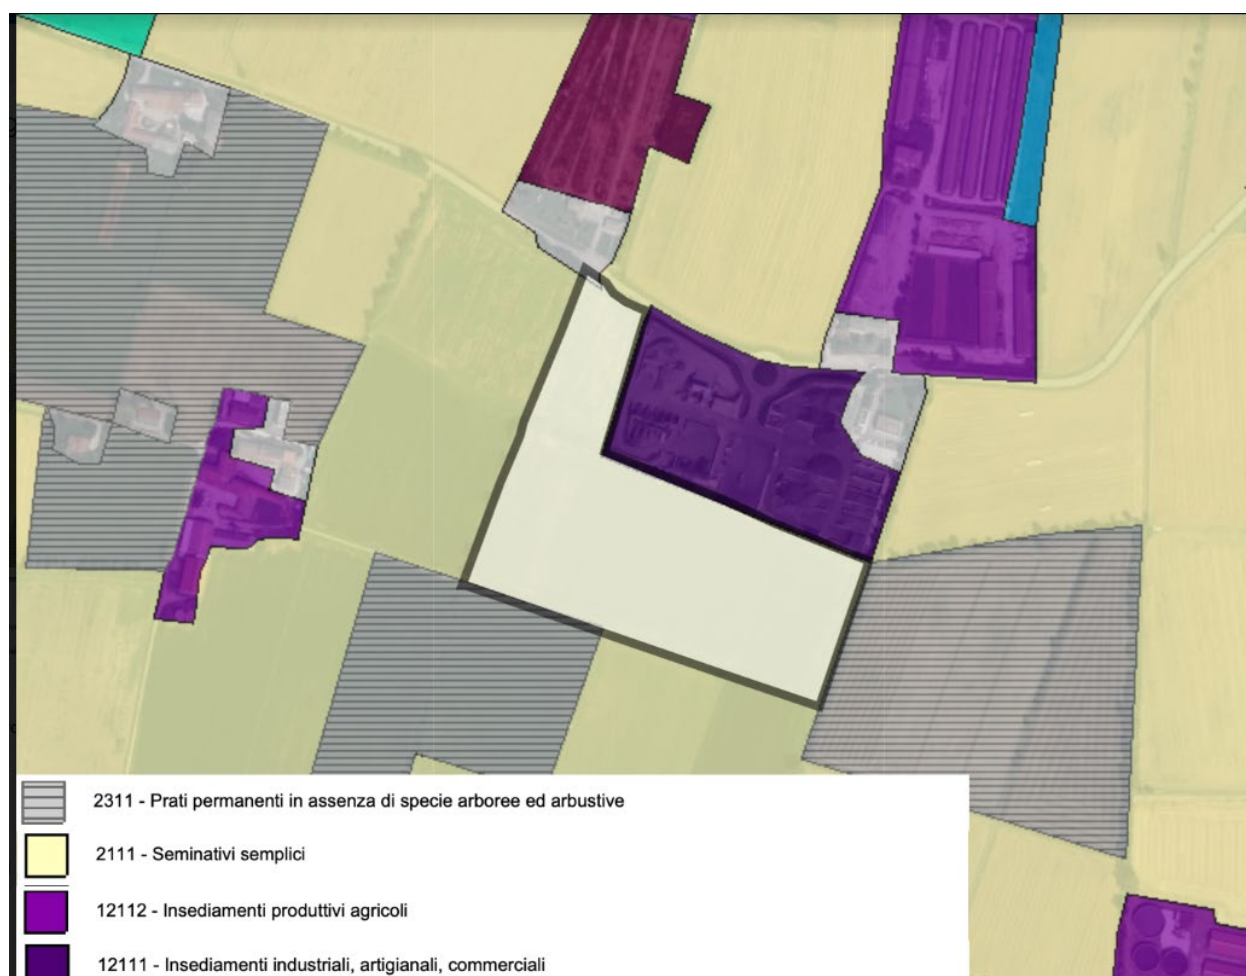 2311 - Prati permanenti in assenza di specie arboree ed arbustive
2111 - Seminativi semplici
12112 - Insediamenti produttivi agricoli
12111 - Insediamenti industriali, artigianali, commerciali